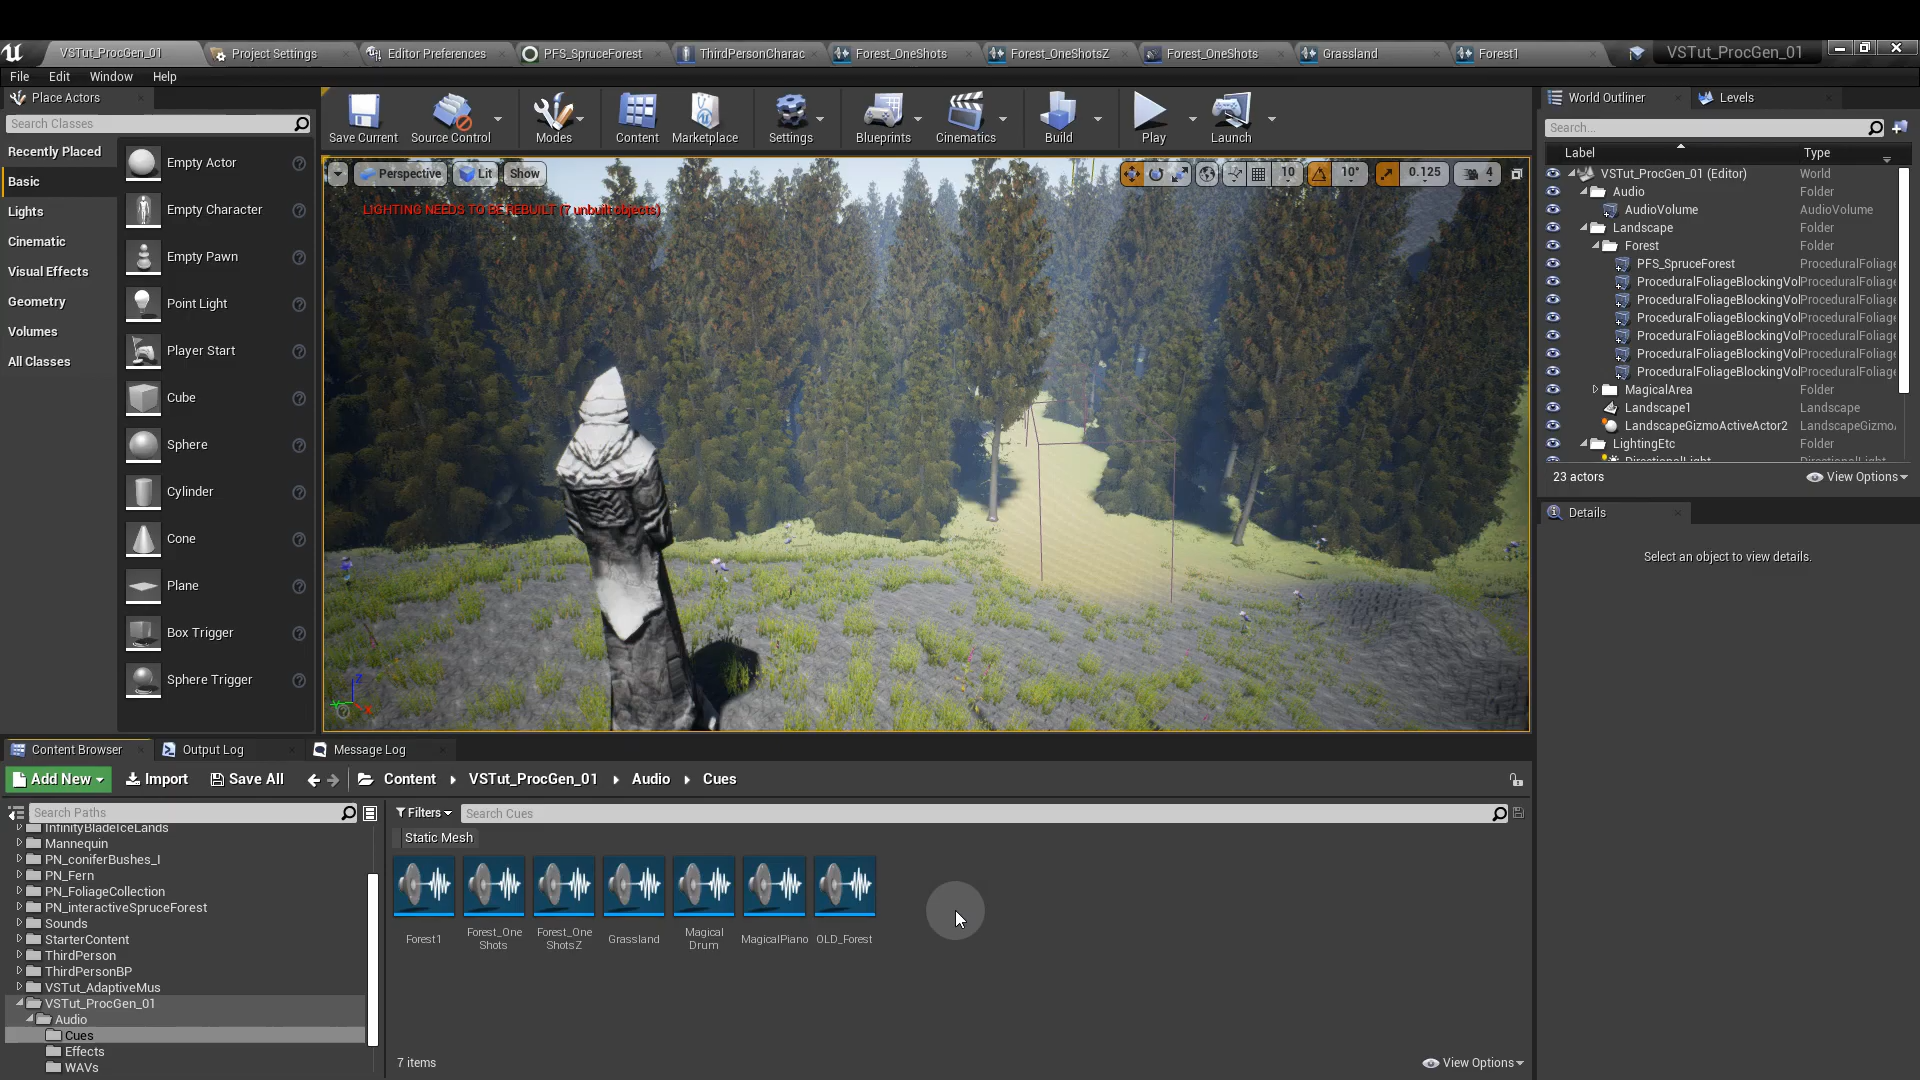 VSTut_ProcGen_01
Project Settings
Editor Preferences
PFS_SpruceForest
ThirdPersonCharac
Forest_OneShots
Forest_OneShotsZ
Forest_OneShots
Grassland
Forest1
VSTut_ProcGen_01
File Edit Window Help
Place Actors
Search Classes
Recently Placed
Basic
Lights
Cinematic
Visual Effects
Geometry
Volumes
All Classes
Empty Actor
Empty Character
Empty Pawn
Point Light
Player Start
Cube
Sphere
Cylinder
Cone
Plane
Box Trigger
Sphere Trigger
Save Current
Source Control
Modes
Content
Marketplace
Settings
Blueprints
Cinematics
Build
Play
Launch
Perspective Lit Show
10 10° 0.125 4
LIGHTING NEEDS TO BE REBUILT (7 unbuilt objects)
World Outliner
Levels
Search...
Label Type
VSTut_ProcGen_01 (Editor) World
Audio Folder
AudioVolume AudioVolume
Landscape Folder
Forest Folder
PFS_SpruceForest ProceduralFoliage
ProceduralFoliageBlockingVol ProceduralFoliage
ProceduralFoliageBlockingVol ProceduralFoliage
ProceduralFoliageBlockingVol ProceduralFoliage
ProceduralFoliageBlockingVol ProceduralFoliage
ProceduralFoliageBlockingVol ProceduralFoliage
ProceduralFoliageBlockingVol ProceduralFoliage
MagicalArea Folder
Landscape1 Landscape
LandscapeGizmoActiveActor2 LandscapeGizmo
LightingEtc Folder
DirectionalLight DirectionalLight
23 actors
View Options
Details
Select an object to view details.
Content Browser
Output Log
Message Log
Add New Import Save All Content VSTut_ProcGen_01 Audio Cues
Search Paths
InfinityBladeIceLands
Mannequin
PN_coniferBushes_I
PN_Fern
PN_FoliageCollection
PN_interactiveSpruceForest
Sounds
StarterContent
ThirdPerson
ThirdPersonBP
VSTut_AdaptiveMus
VSTut_ProcGen_01
Audio
Cues
Effects
WAVs
Filters
Search Cues
Static Mesh
Forest1
Forest_One
Shots
Forest_One
ShotsZ
Grassland
Magical
Drum
MagicalPiano
OLD_Forest
7 items
View Options